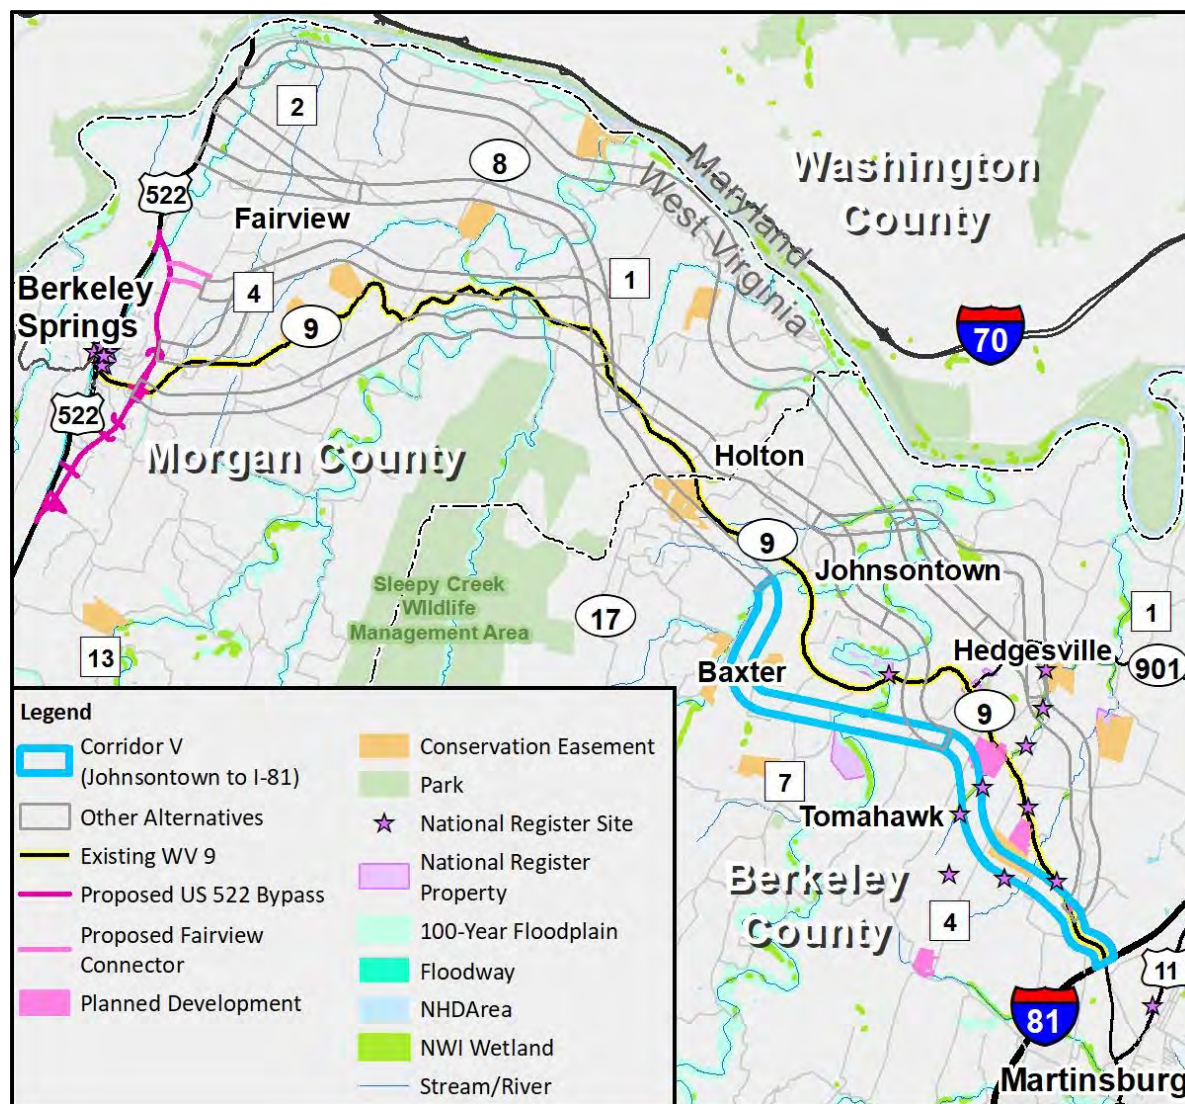 2
Maryland
Washington
County
8
West Virginia
522
Fairview
1
4
Berkeley
Springs
9
70
522
Morgan County
Holton
9
Johnsontown
Sleepy Creek
Wildlife
Management Area
17
1
13
Baxter
Hedgesville
901
9
7
Tomahawk
Berkeley
County
4
11
81
Martinsburg
Legend
Corridor V
(Johnsontown to I-81)
Other Alternatives
Existing WV 9
Proposed US 522 Bypass
Proposed Fairview
Connector
Planned Development
Conservation Easement
Park
National Register Site
National Register
Property
100-Year Floodplain
Floodway
NHDArea
NWI Wetland
Stream/River